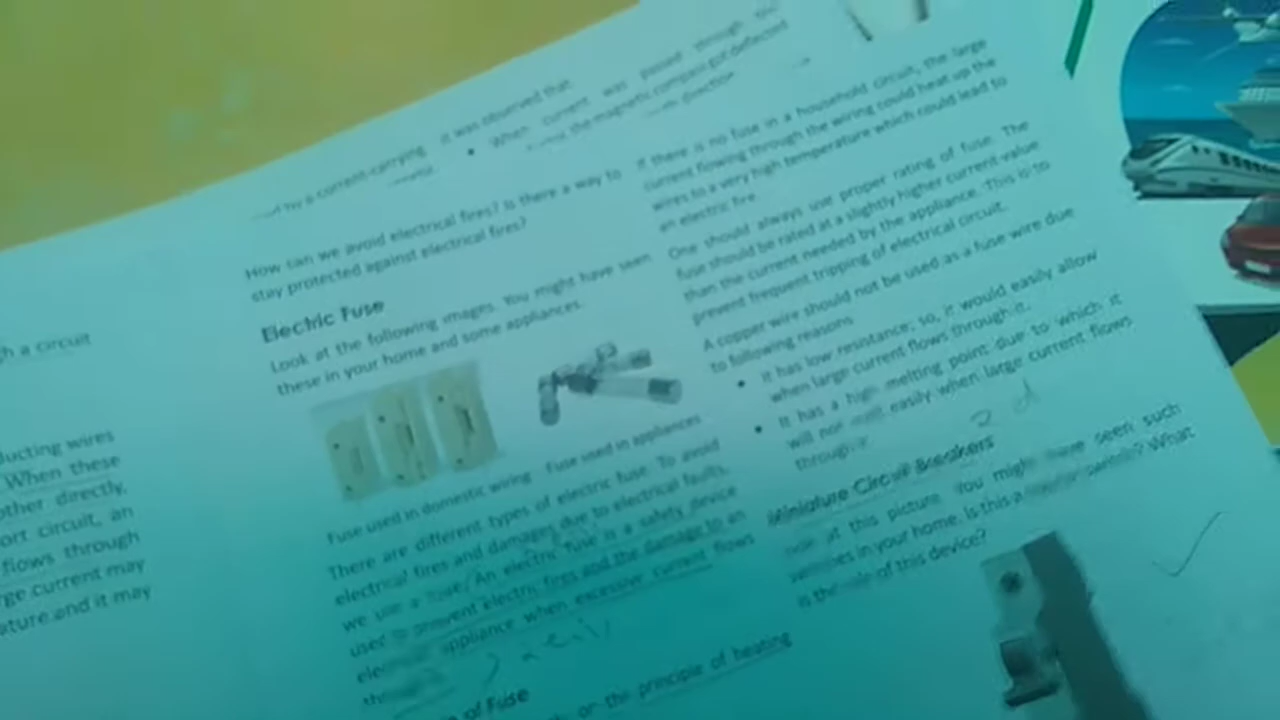 h a circuit
ducting wires
When these
other directly,
ort circuit, an
flows through
rge current may
ature and it may
by a current-carrying
it was observed that
When current was passed through
the magnetic compass got deflected
direction
How can we avoid electrical fires? Is there a way to
stay protected against electrical fires?
Electric Fuse
Look at the following images. You might have seen
these in your home and some appliances.
Fuse used in domestic wiring Fuse used in appliances
There are different types of electric fuse. To avoid
electrical fires and damages due to electrical faults,
we use a fuse. An electric fuse is a safety device
used to prevent electric fires and the damage to an
appliance when excessive current flows
of Fuse
on the principle of heating
If there is no fuse in a household circuit, the large
current flowing through the wiring could heat up the
wires to a very high temperature which could lead to
an electric fire.
One should always use proper rating of fuse. The
fuse should be rated at a slightly higher current-value
than the current needed by the appliance. This is to
prevent frequent tripping of electrical circuit.
A copper wire should not be used as a fuse wire due
to following reasons
• It has low resistance; so, it would easily allow
when large current flows through it.
• It has a high melting point due to which it
will not melt easily when large current flows
through it.
Miniature Circuit Breakers
at this picture. You might have seen such
in your home. Is this a What
is the role of this device?